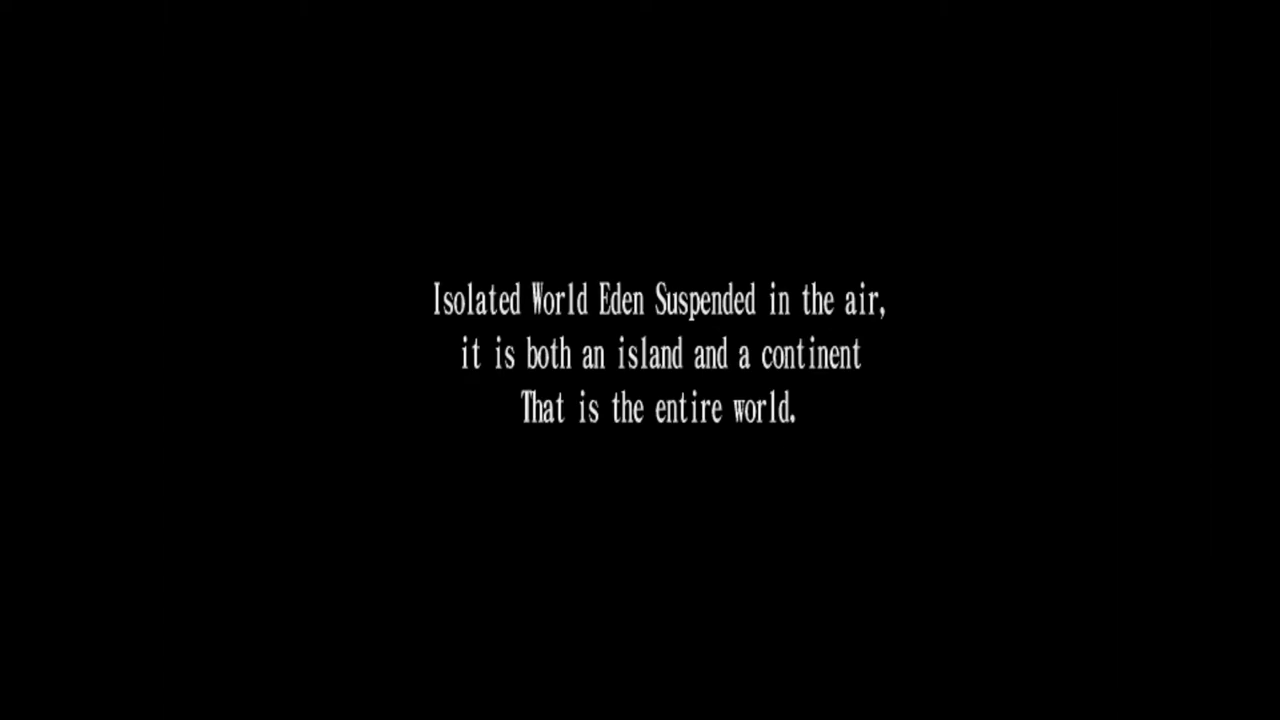 Isolated World Eden Suspended in the air,
it is both an island and a continent
That is the entire world.